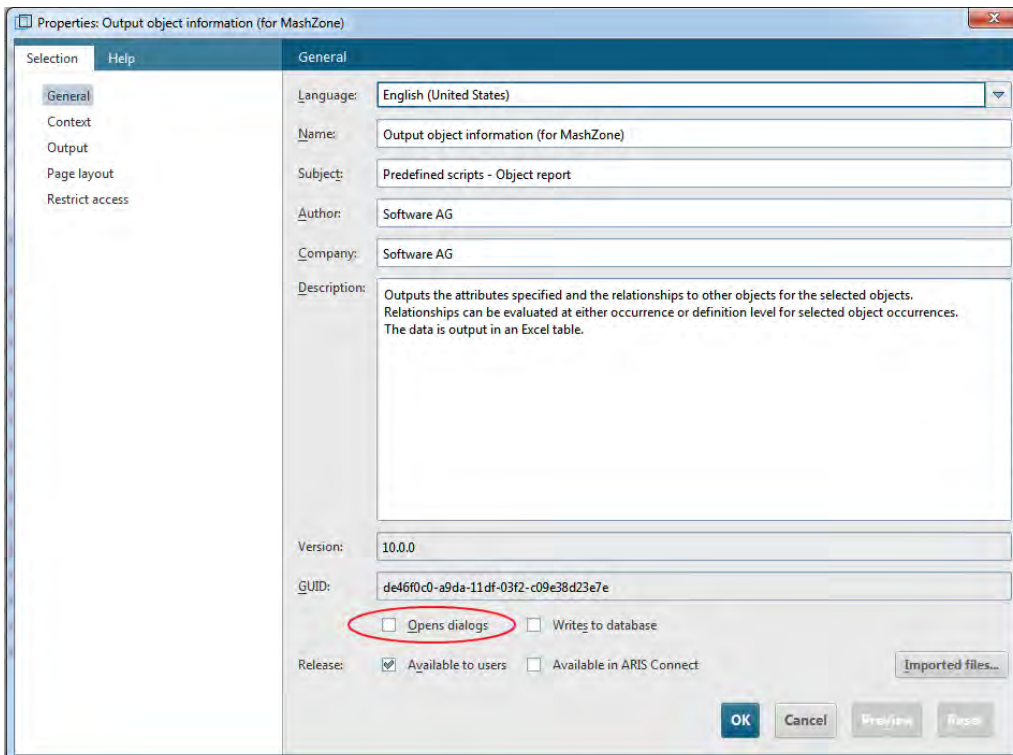 Properties: Output object information (for MashZone)
Selection Help General
General
Context
Output
Page layout
Restrict access
Language: English (United States)
Name: Output object information (for MashZone)
Subject: Predefined scripts - Object report
Author: Software AG
Company: Software AG
Description: Outputs the attributes specified and the relationships to other objects for the selected objects.
Relationships can be evaluated at either occurrence or definition level for selected object occurrences.
The data is output in an Excel table.
Version: 10.0.0
GUID: de46f0c0-a9da-11df-03f2-c09e38d23e7e
Opens dialogs Writes to database
Release: Available to users Available in ARIS Connect Imported files...
OK Cancel Preview Reset